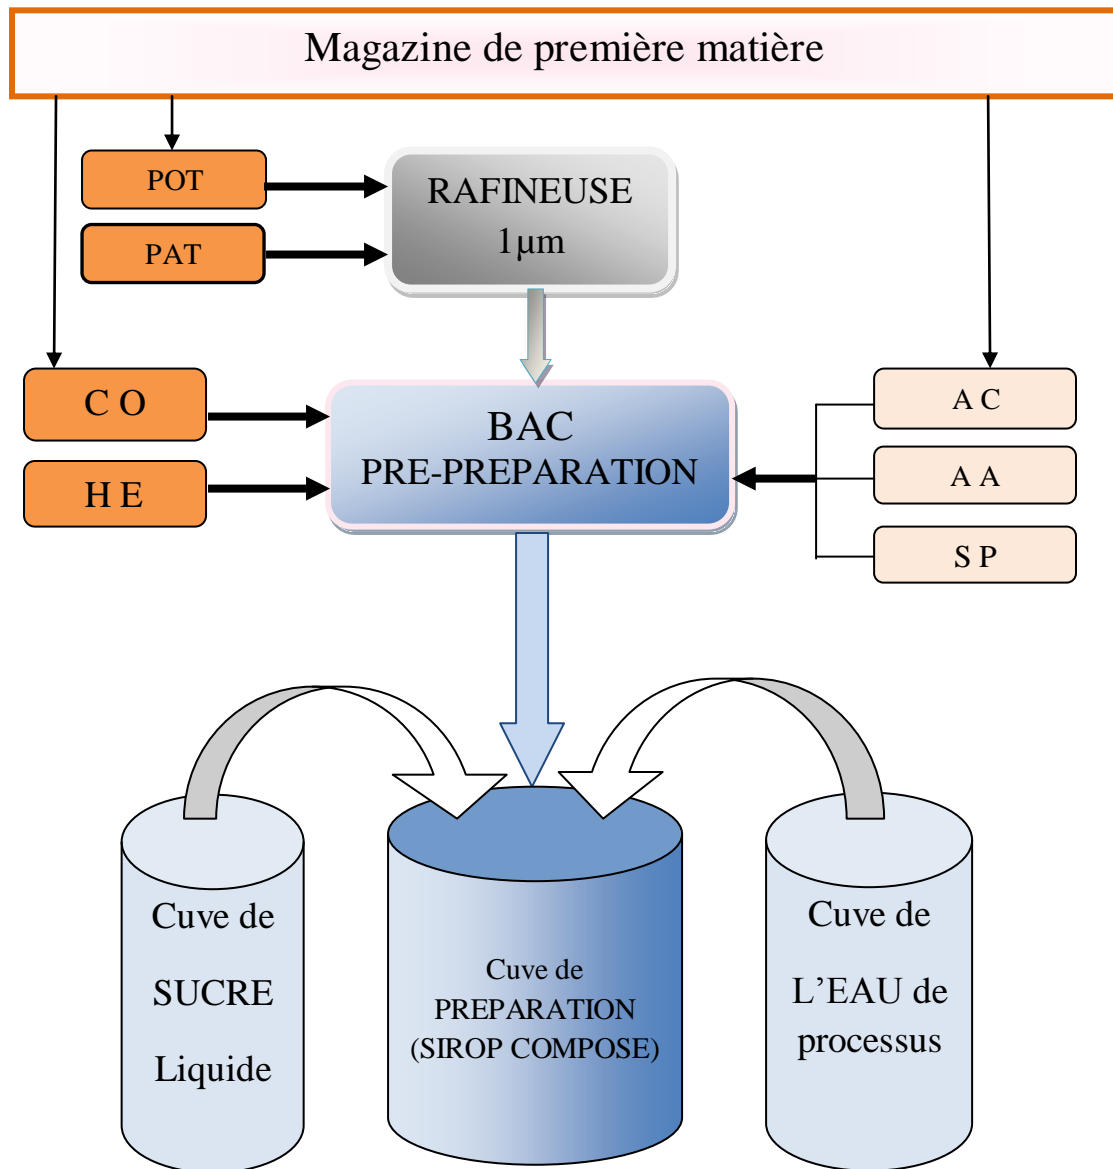 Magazine de première matière
POT
RAFINEUSE
1μm
PAT
C O
BAC
PRE-PREPARATION
H E
A C
A A
S P
Cuve de
SUCRE
Liquide
Cuve de
PREPARATION
(SIROP COMPOSE)
Cuve de
L’EAU de
processus